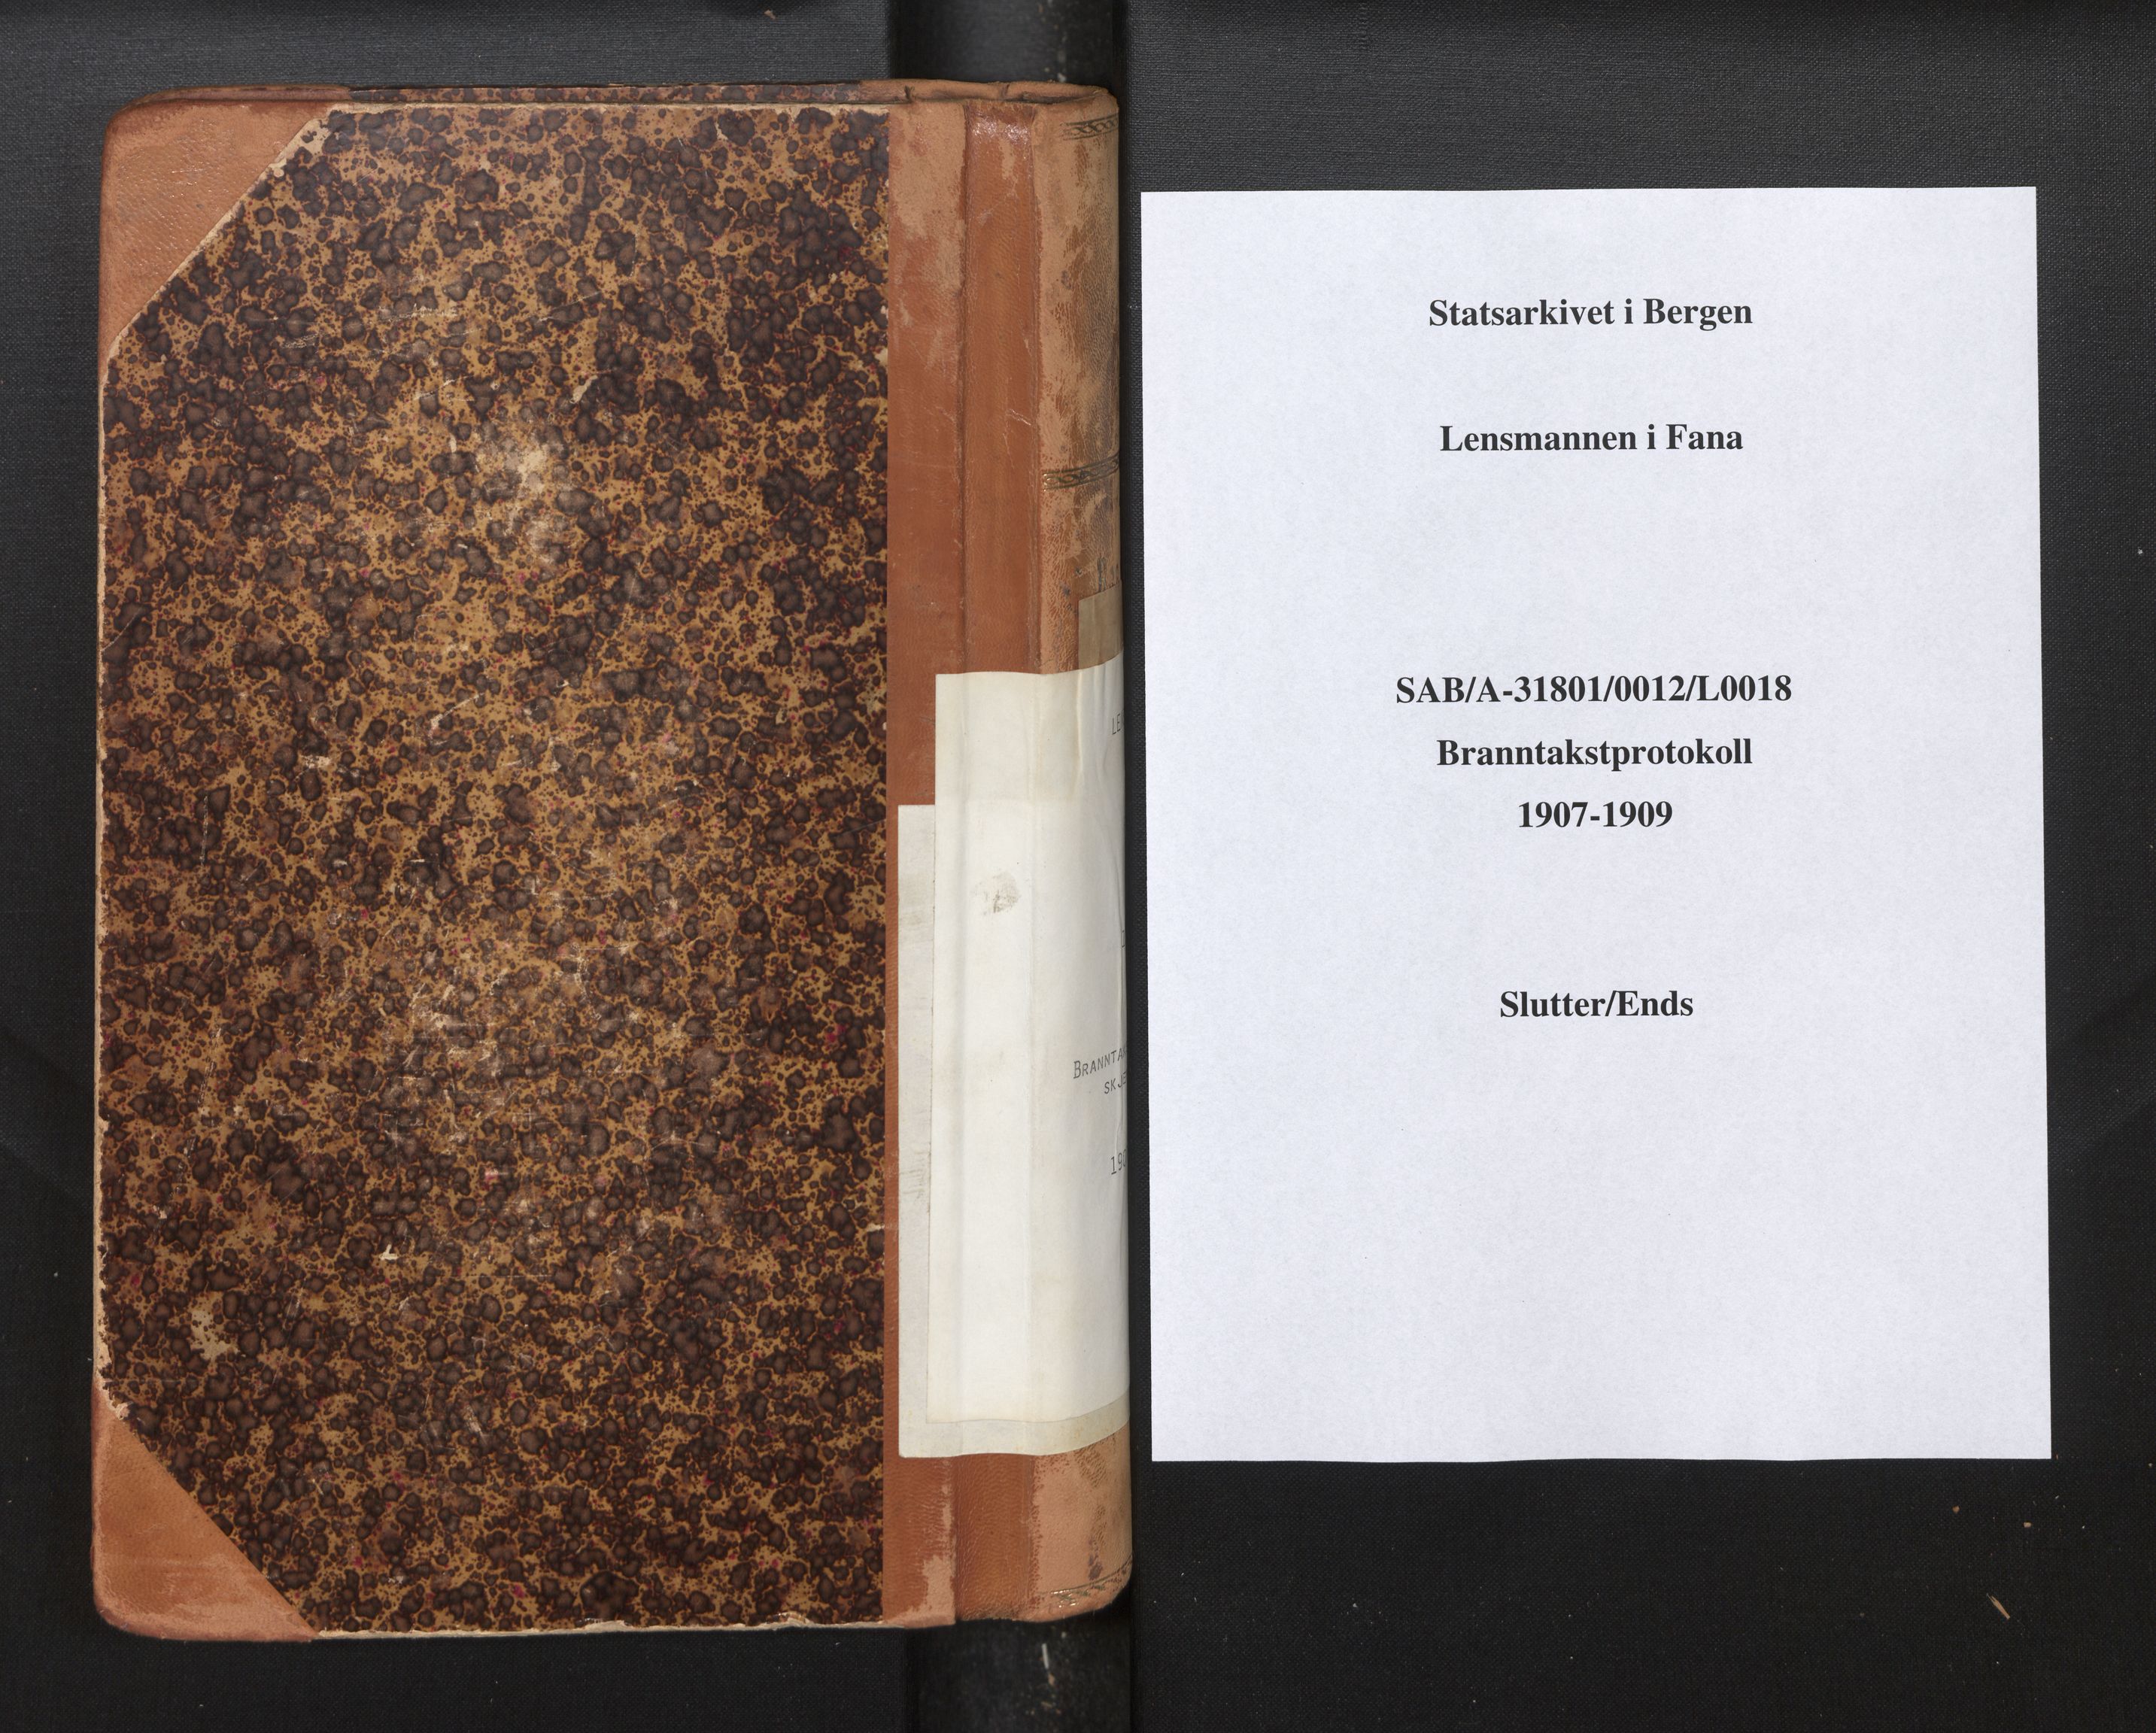 Statsarkivet i Bergen
Lensmannen i Fana
SAB/A-31801/0012/L0018
Branntakstprotokoll
1907-1909
Slutter/Ends